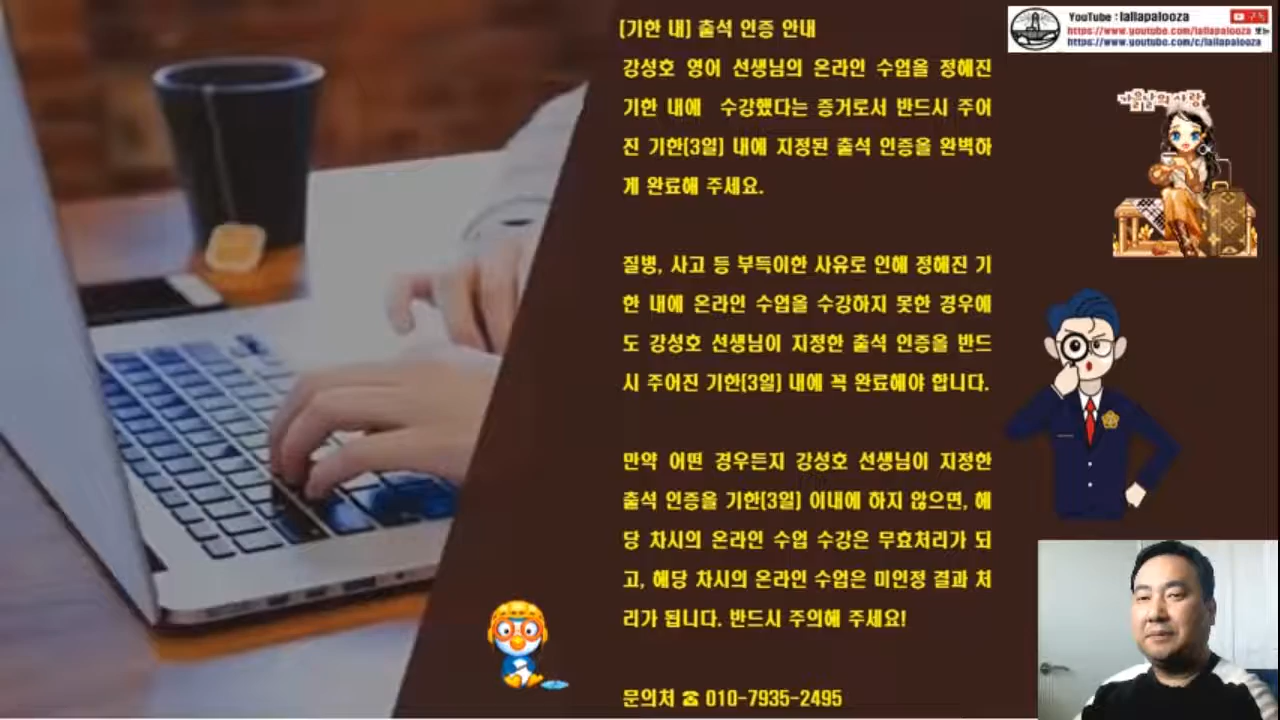 [기한 내] 출석 인증 안내
강성호 영어 선생님의 온라인 수업을 정해진
기한 내에 수강했다는 증거로서 반드시 주어
진 기한(3일) 내에 지정된 출석 인증을 완벽하
게 완료해 주세요.
질병, 사고 등 부득이한 사유로 인해 정해진 기
한 내에 온라인 수업을 수강하지 못한 경우에
도 강성호 선생님이 지정한 출석 인증을 반드
시 주어진 기한(3일) 내에 꼭 완료해야 합니다.
만약 어떤 경우든지 강성호 선생님이 지정한
출석 인증을 기한(3일) 이내에 하지 않으면, 해
당 차시의 온라인 수업 수강은 무효처리가 되
고, 해당 차시의 온라인 수업은 미인정 결과 처
리가 됩니다. 반드시 주의해 주세요!
문의처 ☎ 010-7935-2495
YouTube : lallapalooza
구독
https://www.youtube.com/lallapalooza 또는
https://www.youtube.com/c/lallapalooza
가을날의 사랑